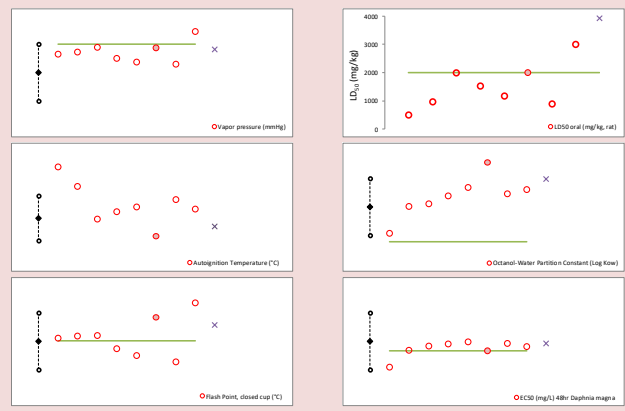 Vapor pressure (mmHg)
4000
3000
2000
1000
0
LD50 (mg/kg)
LD50 oral (mg/kg, rat)
Autoignition Temperature (°C)
Octanol-Water Partition Constant (Log Kow)
Flash Point, closed cup (°C)
EC50 (mg/L) 48hr Daphnia magna